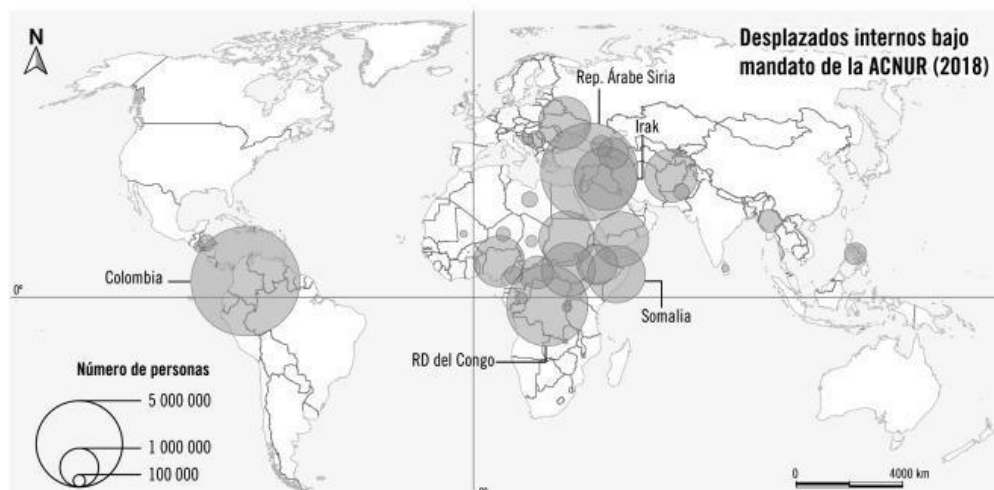 N
Desplazados internos bajo
mandato de la ACNUR (2018)
Rep. Árabe Siria
Irak
Colombia
0°
Somalia
RD del Congo
Número de personas
5 000 000
1 000 000
100 000
0
4000 km
0°